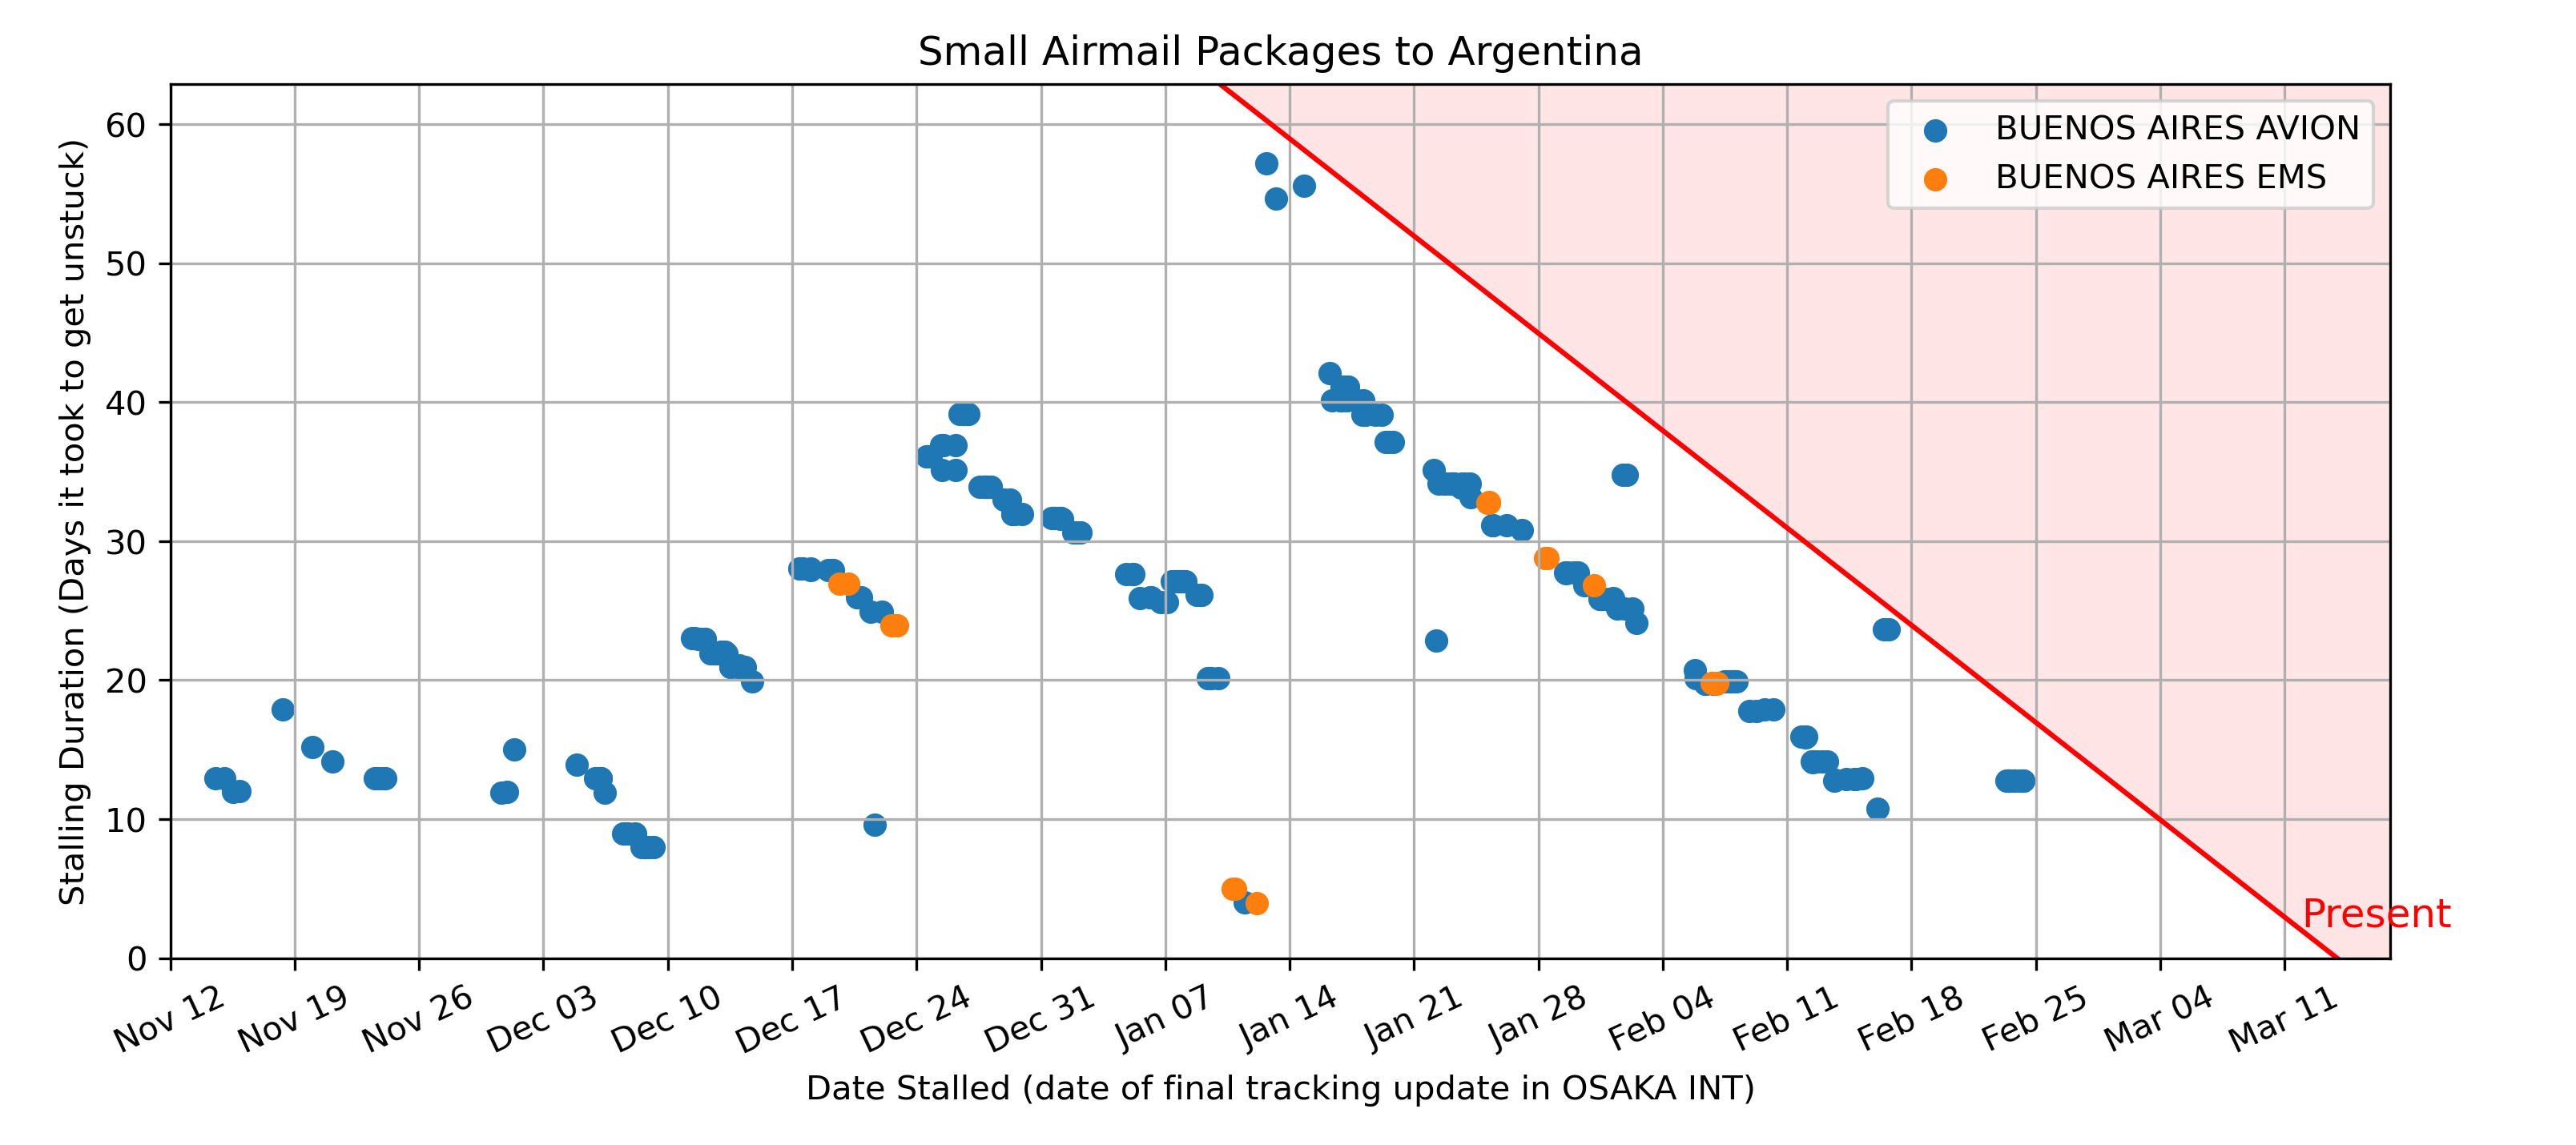 Small Airmail Packages to Argentina
BUENOS AIRES AVION
BUENOS AIRES EMS
Stalling Duration (Days it took to get unstuck)
60
50
40
30
20
10
0
Present
Nov 12
Nov 19
Nov 26
Dec 03
Dec 10
Dec 17
Dec 24
Dec 31
Jan 07
Jan 14
Jan 21
Jan 28
Feb 04
Feb 11
Feb 18
Feb 25
Mar 04
Mar 11
Date Stalled (date of final tracking update in OSAKA INT)